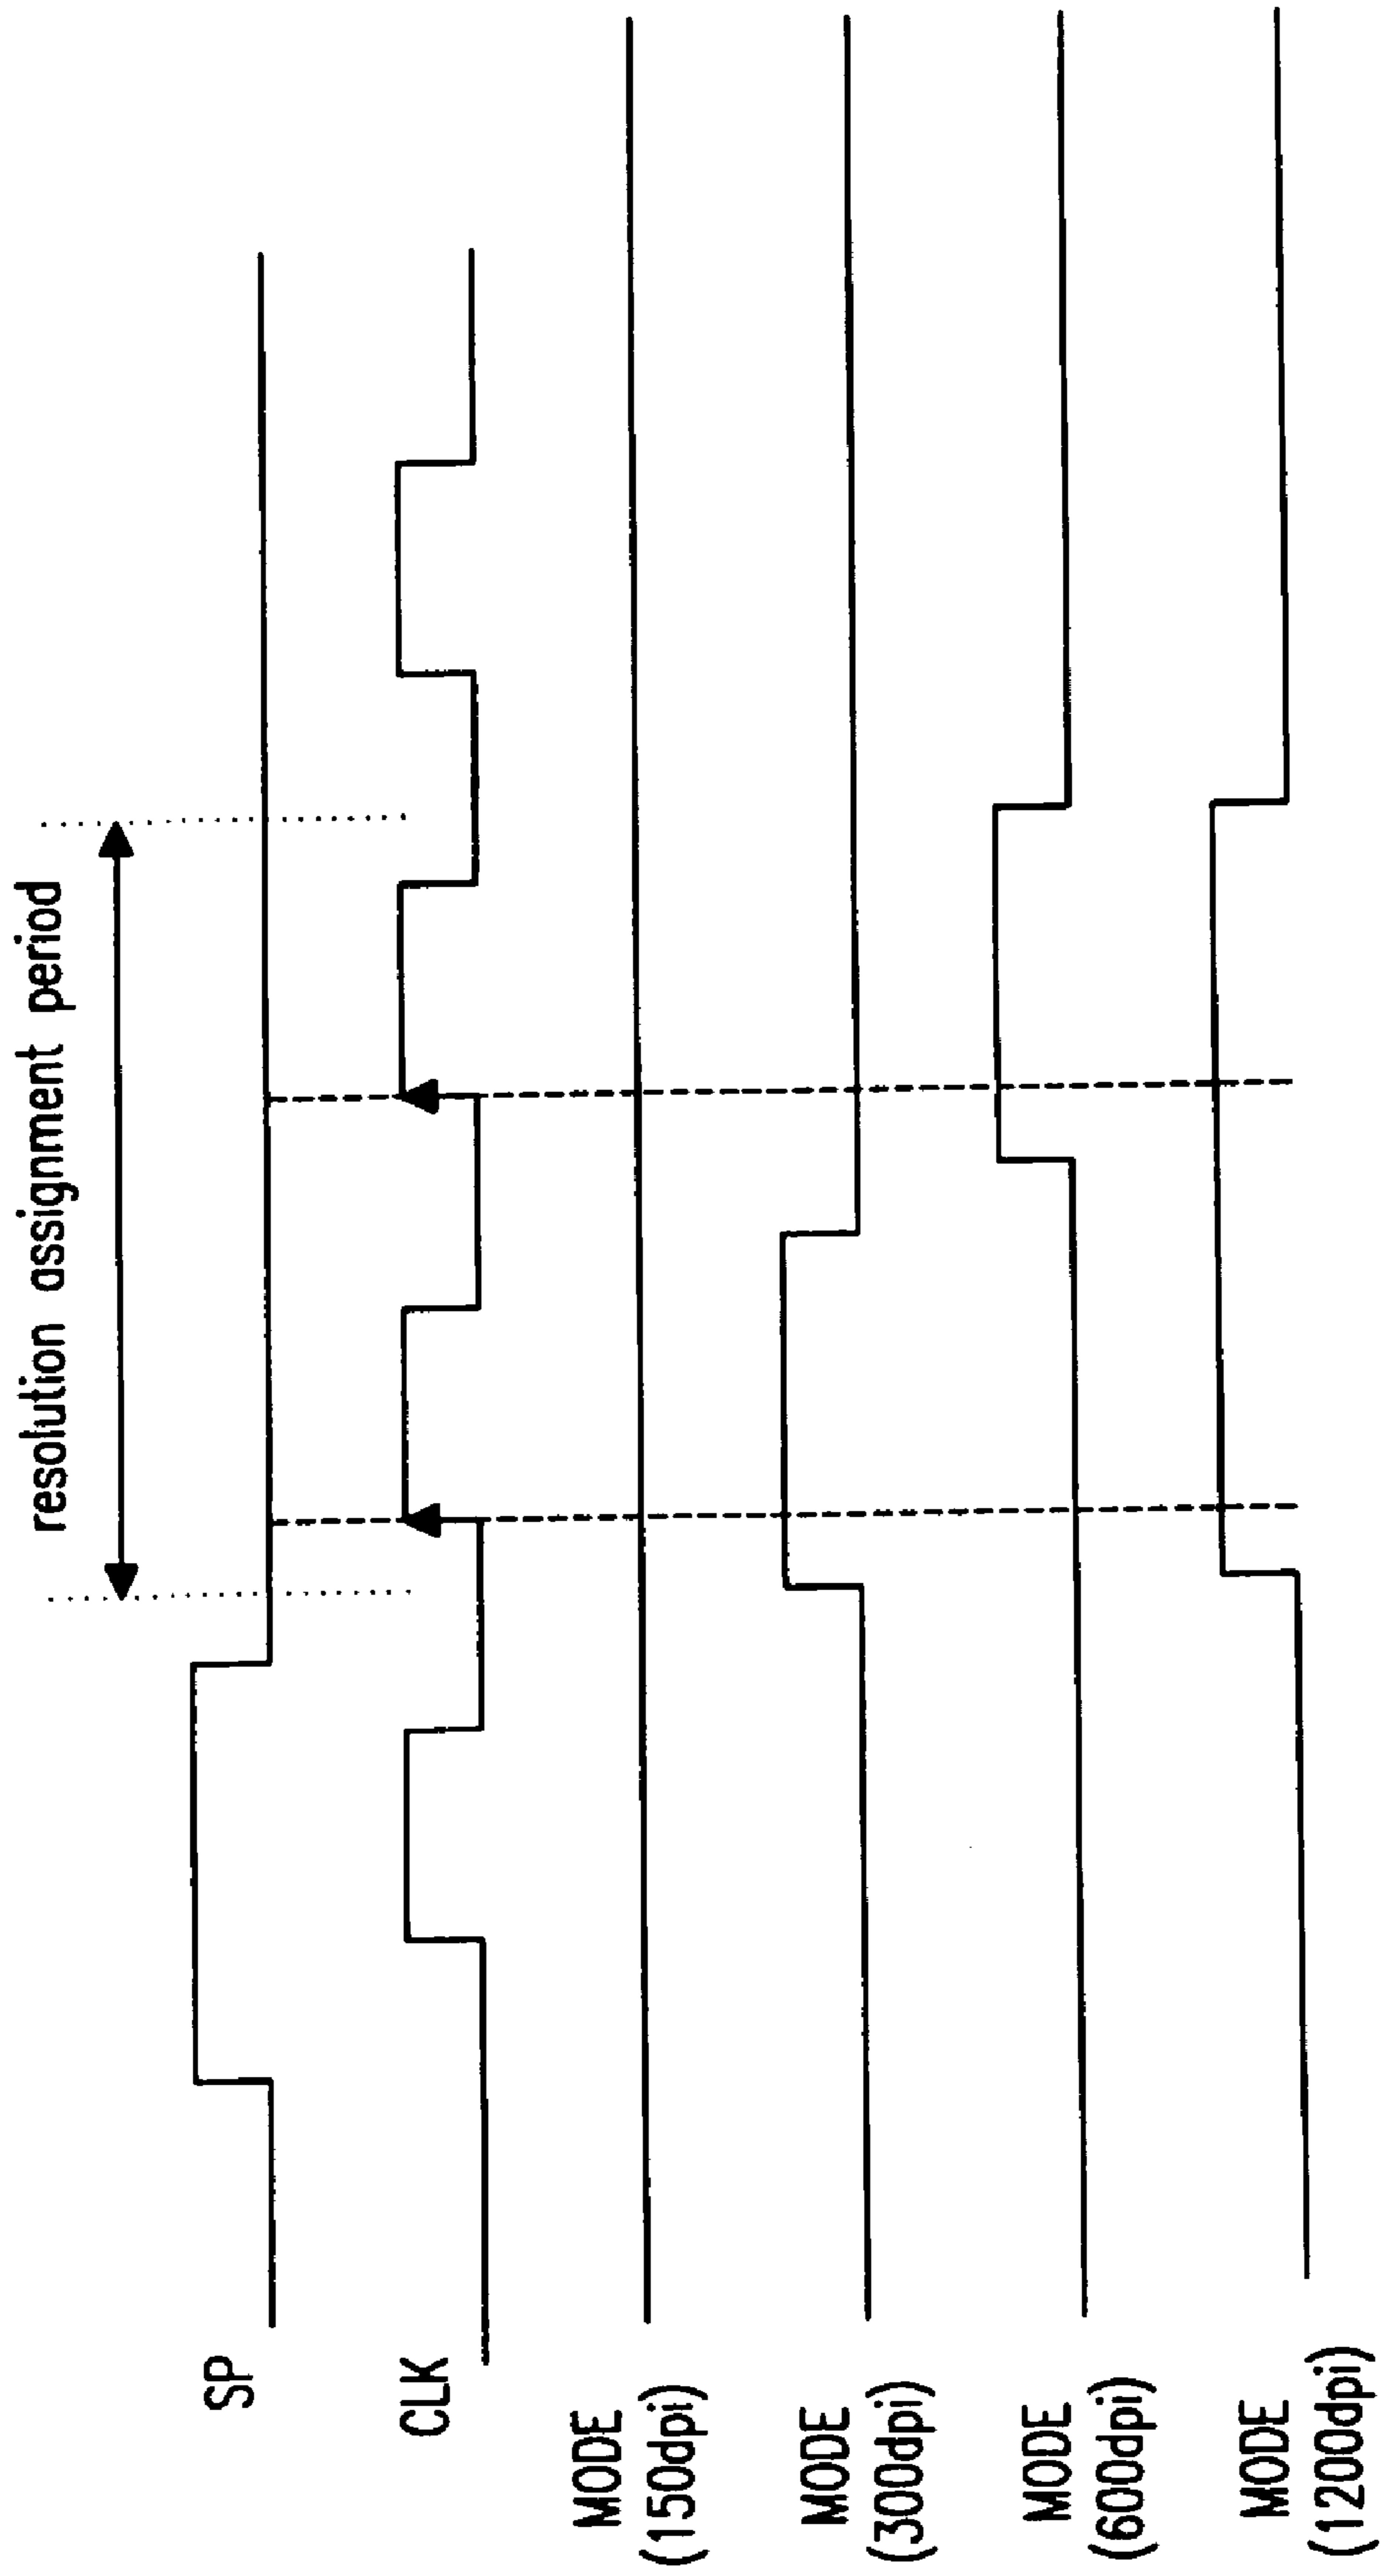 resolution assignment period
SP
CLK
MODE
(150dpi)
MODE
(300dpi)
MODE
(600dpi)
MODE
(1200dpi)